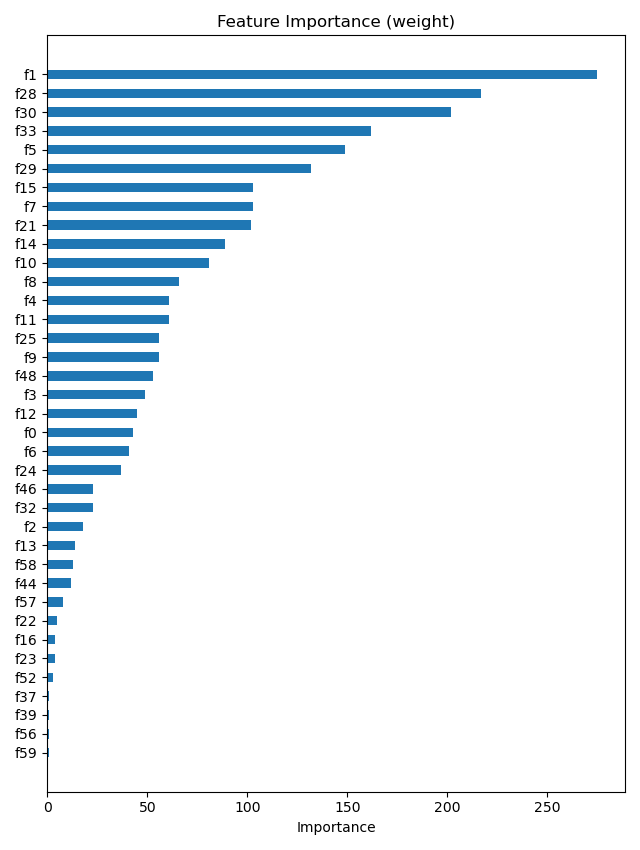 Feature Importance (weight)
f1
f28
f30
f33
f5
f29
f15
f7
f21
f14
f10
f8
f4
f11
f25
f9
f48
f3
f12
f0
f6
f24
f46
f32
f2
f13
f58
f44
f57
f22
f16
f23
f52
f37
f39
f56
f59
0 50 100 150 200 250
Importance